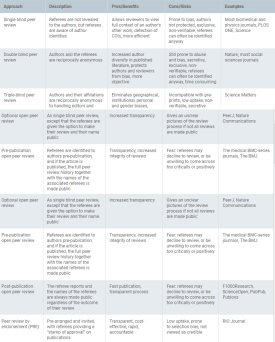 Approach Description Pros/Benefits Cons/Risks Examples
Single-blind peer review
Referees are not revealed to the authors, but referees are aware of author identities
Allows reviewers to view full context of an author's other work, detection of COIs, more efficient
Prone to bias, authors not protected, exclusive, non-verifiable, referees can often be identified anyway
Most biomedical and physics journals, PLOS ONE, Science
Double-blind peer review
Authors and the referees are reciprocally anonymous
Increased author diversity in published literature, protects authors and reviewers from bias, more objective
Still prone to abuse and bias, secretive, exclusive, non-verifiable, referees can often be identified anyway, time consuming
Nature, most social sciences journals
Triple-blind peer review
Authors and their affiliations are reciprocally anonymous to handling editors and
Eliminates geographical, institutional, personal and gender biases,
Incompatible with pre-prints, low-uptake, non-verifiable, secretive
Science Matters
Optional open peer review
As single blind peer review, except that the referees are given the option to make their review and their name public
Increased transparency
Gives an unclear pictures of the review process if not all reviews are made public
PeerJ, Nature Communications
Pre-publication open peer review
Referees are identified to authors pre-publication, and if the article is published, the full peer review history together with the names of the associated referees is made public
Transparency, increased integrity of reviews
Fear: referees may decline to review, or be unwilling to come across too critically or positively
The medical BMC-series journals, The BMJ
Optional open peer review
As single blind peer review, except that the referees are given the option to make their review and their name public
Increased transparency
Gives an unclear pictures of the review process if not all reviews are made public
PeerJ, Nature Communications
Pre-publication open peer review
Referees are identified to authors pre-publication, and if the article is published, the full peer review history together with the names of the associated referees is made public
Transparency, increased integrity of reviews
Fear: referees may decline to review, or be unwilling to come across too critically or positively
The medical BMC-series journals, The BMJ
Post-publication open peer review
The referee reports and the names of the referees are always made public regardless of the outcome of their review
Fast publication, transparent process
Fear: referees may decline to review, or be unwilling to come across too critically or positively
F1000Research, ScienceOpen, PubPub, Publons
Peer review by endorsement (PRE)
Pre-arranged and invited, with referees providing a "stamp of approval" on publications
Transparent, cost-effective, rapid, accountable
Low uptake, prone to selection bias, not viewed as credible
RIO Journal